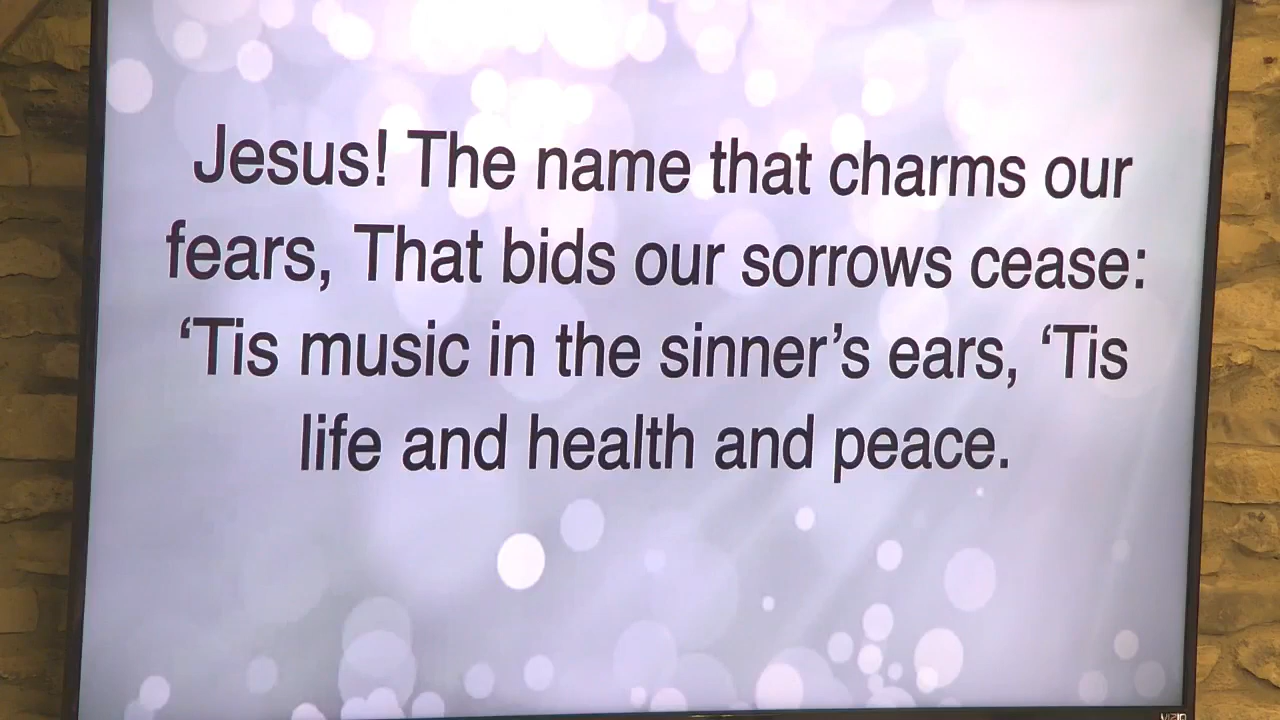 Jesus! The name that charms our
fears, That bids our sorrows cease:
‘Tis music in the sinner’s ears, ‘Tis
life and health and peace.
VIZIO